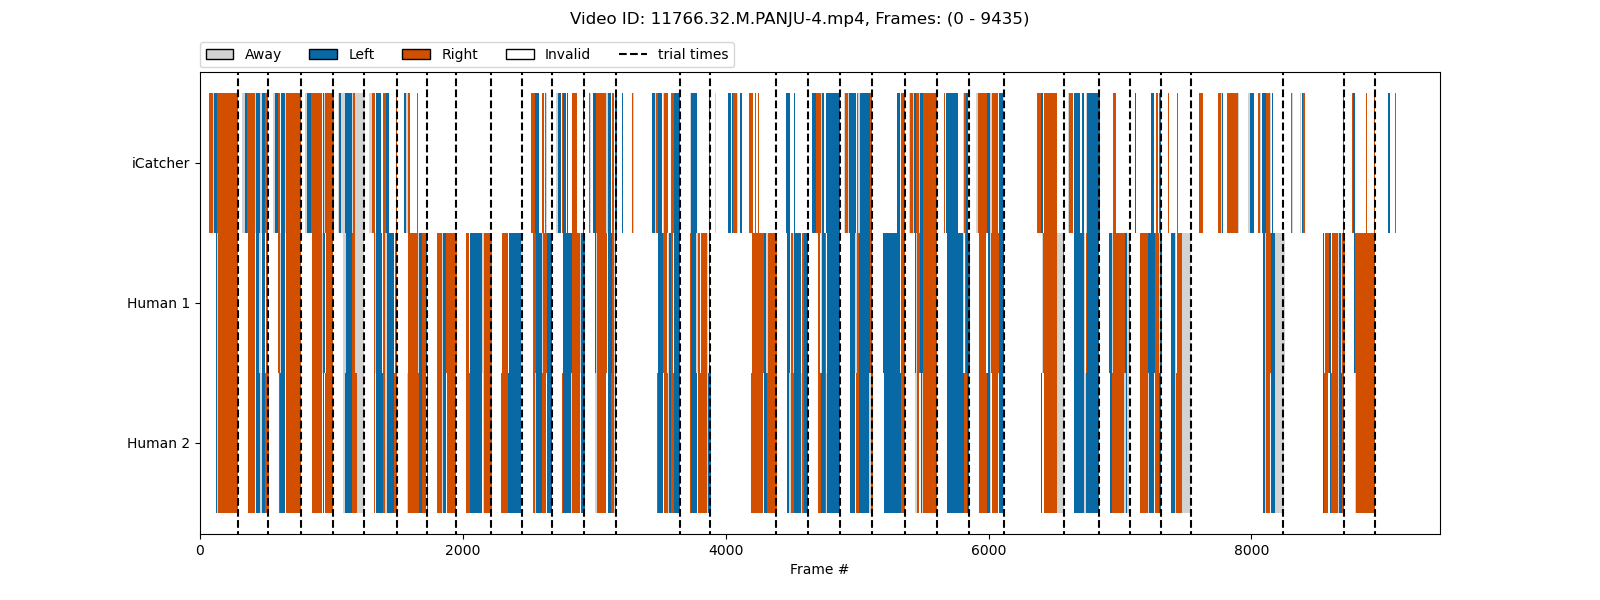 Video ID: 11766.32.M.PANJU-4.mp4, Frames: (0 - 9435)
Away Left Right Invalid trial times
iCatcher
Human 1
Human 2
0 2000 4000 6000 8000
Frame #